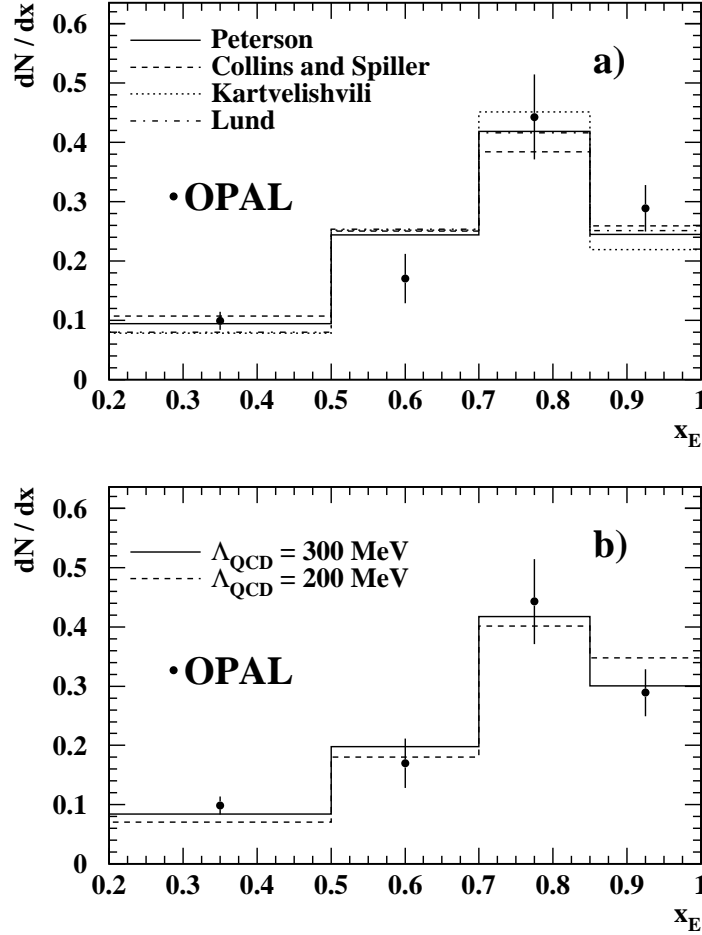 dN / dx
0.6
0.5
0.4
0.3
0.2
0.1
0
Peterson
Collins and Spiller
Kartvelishvili
Lund
a)
OPAL
0.2 0.3 0.4 0.5 0.6 0.7 0.8 0.9 1
x_E
dN / dx
0.6
0.5
0.4
0.3
0.2
0.1
0
Λ_QCD = 300 MeV
Λ_QCD = 200 MeV
b)
OPAL
0.2 0.3 0.4 0.5 0.6 0.7 0.8 0.9 1
x_E